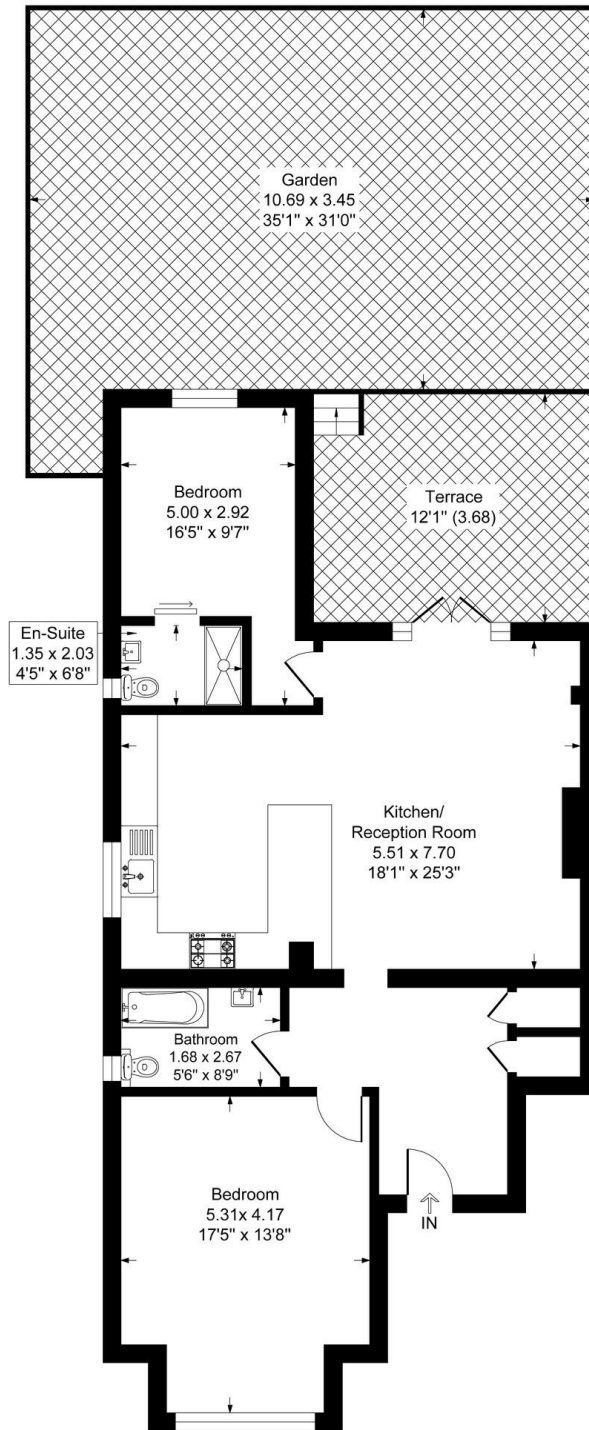 Garden
10.69 x 3.45
35'1" x 31'0"
Bedroom
5.00 x 2.92
16'5" x 9'7"
Terrace
12'1" (3.68)
En-Suite
1.35 x 2.03
4'5" x 6'8"
Kitchen/
Reception Room
5.51 x 7.70
18'1" x 25'3"
Bathroom
1.68 x 2.67
5'6" x 8'9"
Bedroom
5.31x 4.17
17'5" x 13'8"
IN